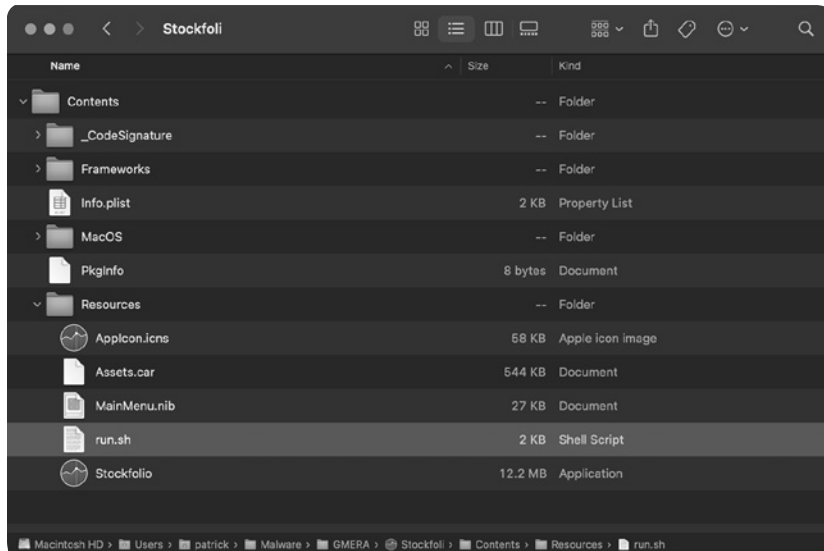 Stockfoli
Name Size Kind
Contents -- Folder
_CodeSignature -- Folder
Frameworks -- Folder
Info.plist 2 KB Property List
MacOS -- Folder
PkgInfo 8 bytes Document
Resources -- Folder
AppIcon.icns 58 KB Apple icon image
Assets.car 544 KB Document
MainMenu.nib 27 KB Document
run.sh 2 KB Shell Script
Stockfolio 12.2 MB Application
Macintosh HD › Users › patrick › Malware › GMERA › Stockfoli › Contents › Resources › run.sh